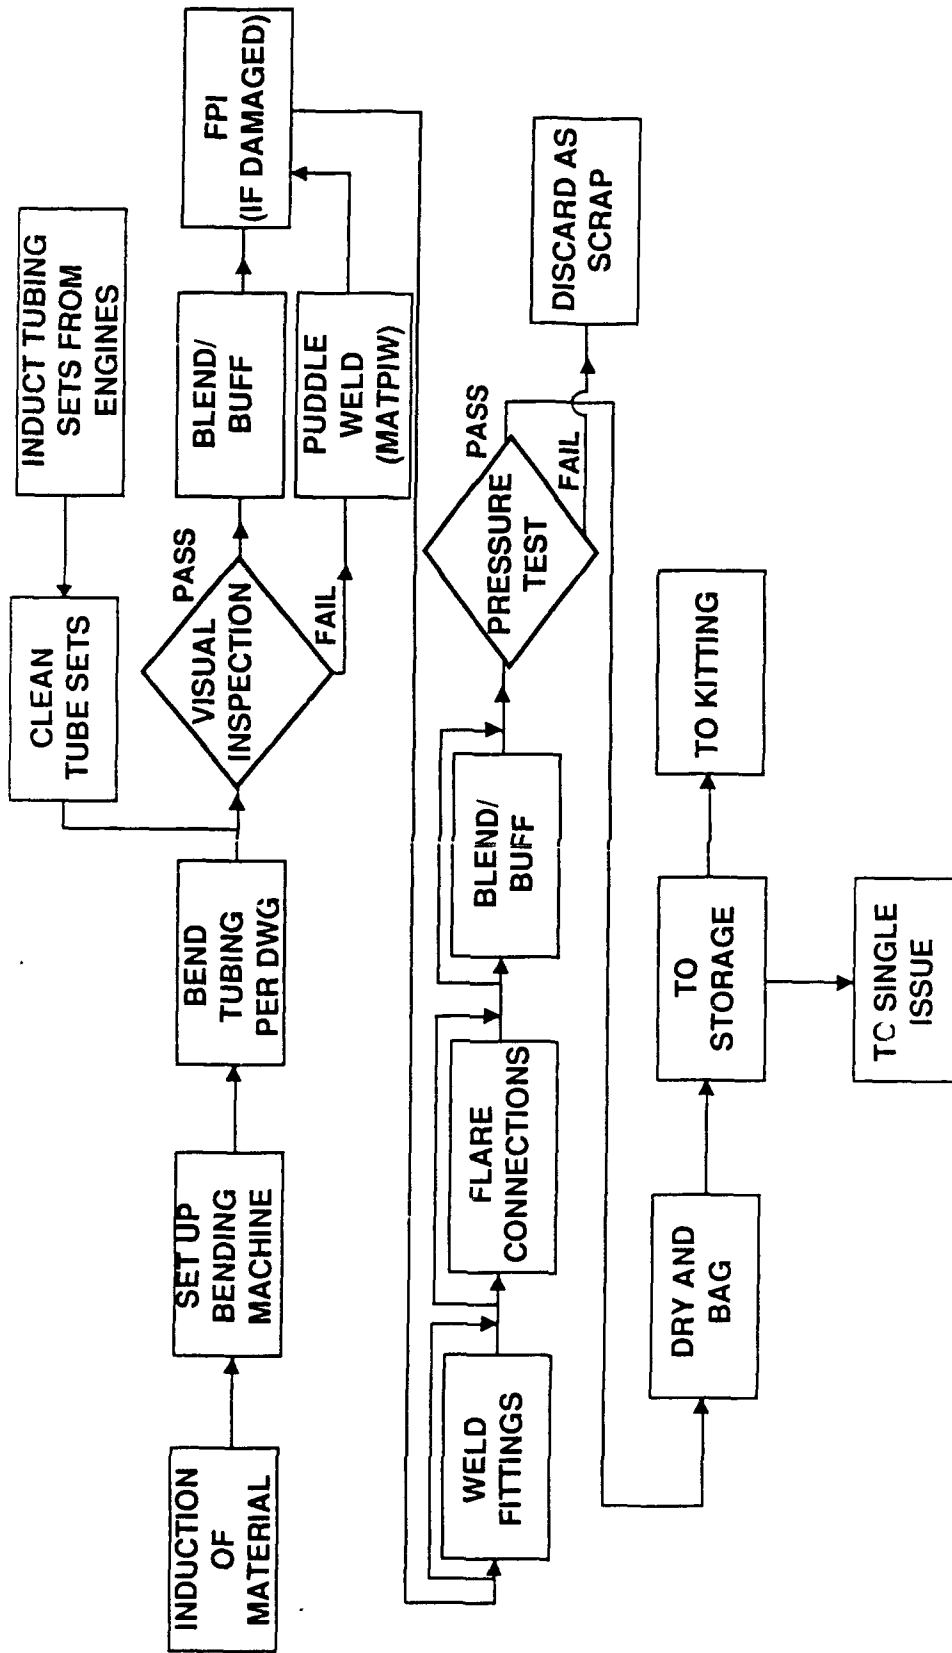 INDUCT TUBING
SETS FROM
ENGINES
CLEAN
TUBE SETS
INDUCTION
OF
MATERIAL
SET UP
BENDING
MACHINE
BEND
TUBING
PER DWG
VISUAL
INSPECTION
PASS
FAIL
BLEND/
BUFF
PUDDLE
WELD
(MATPIW)
FPI
(IF DAMAGED)
WELD
FITTINGS
FLARE
CONNECTIONS
BLEND/
BUFF
PRESSURE
TEST
PASS
FAIL
DISCARD AS
SCRAP
DRY AND
BAG
TO
STORAGE
TO KITTING
TO SINGLE
ISSUE